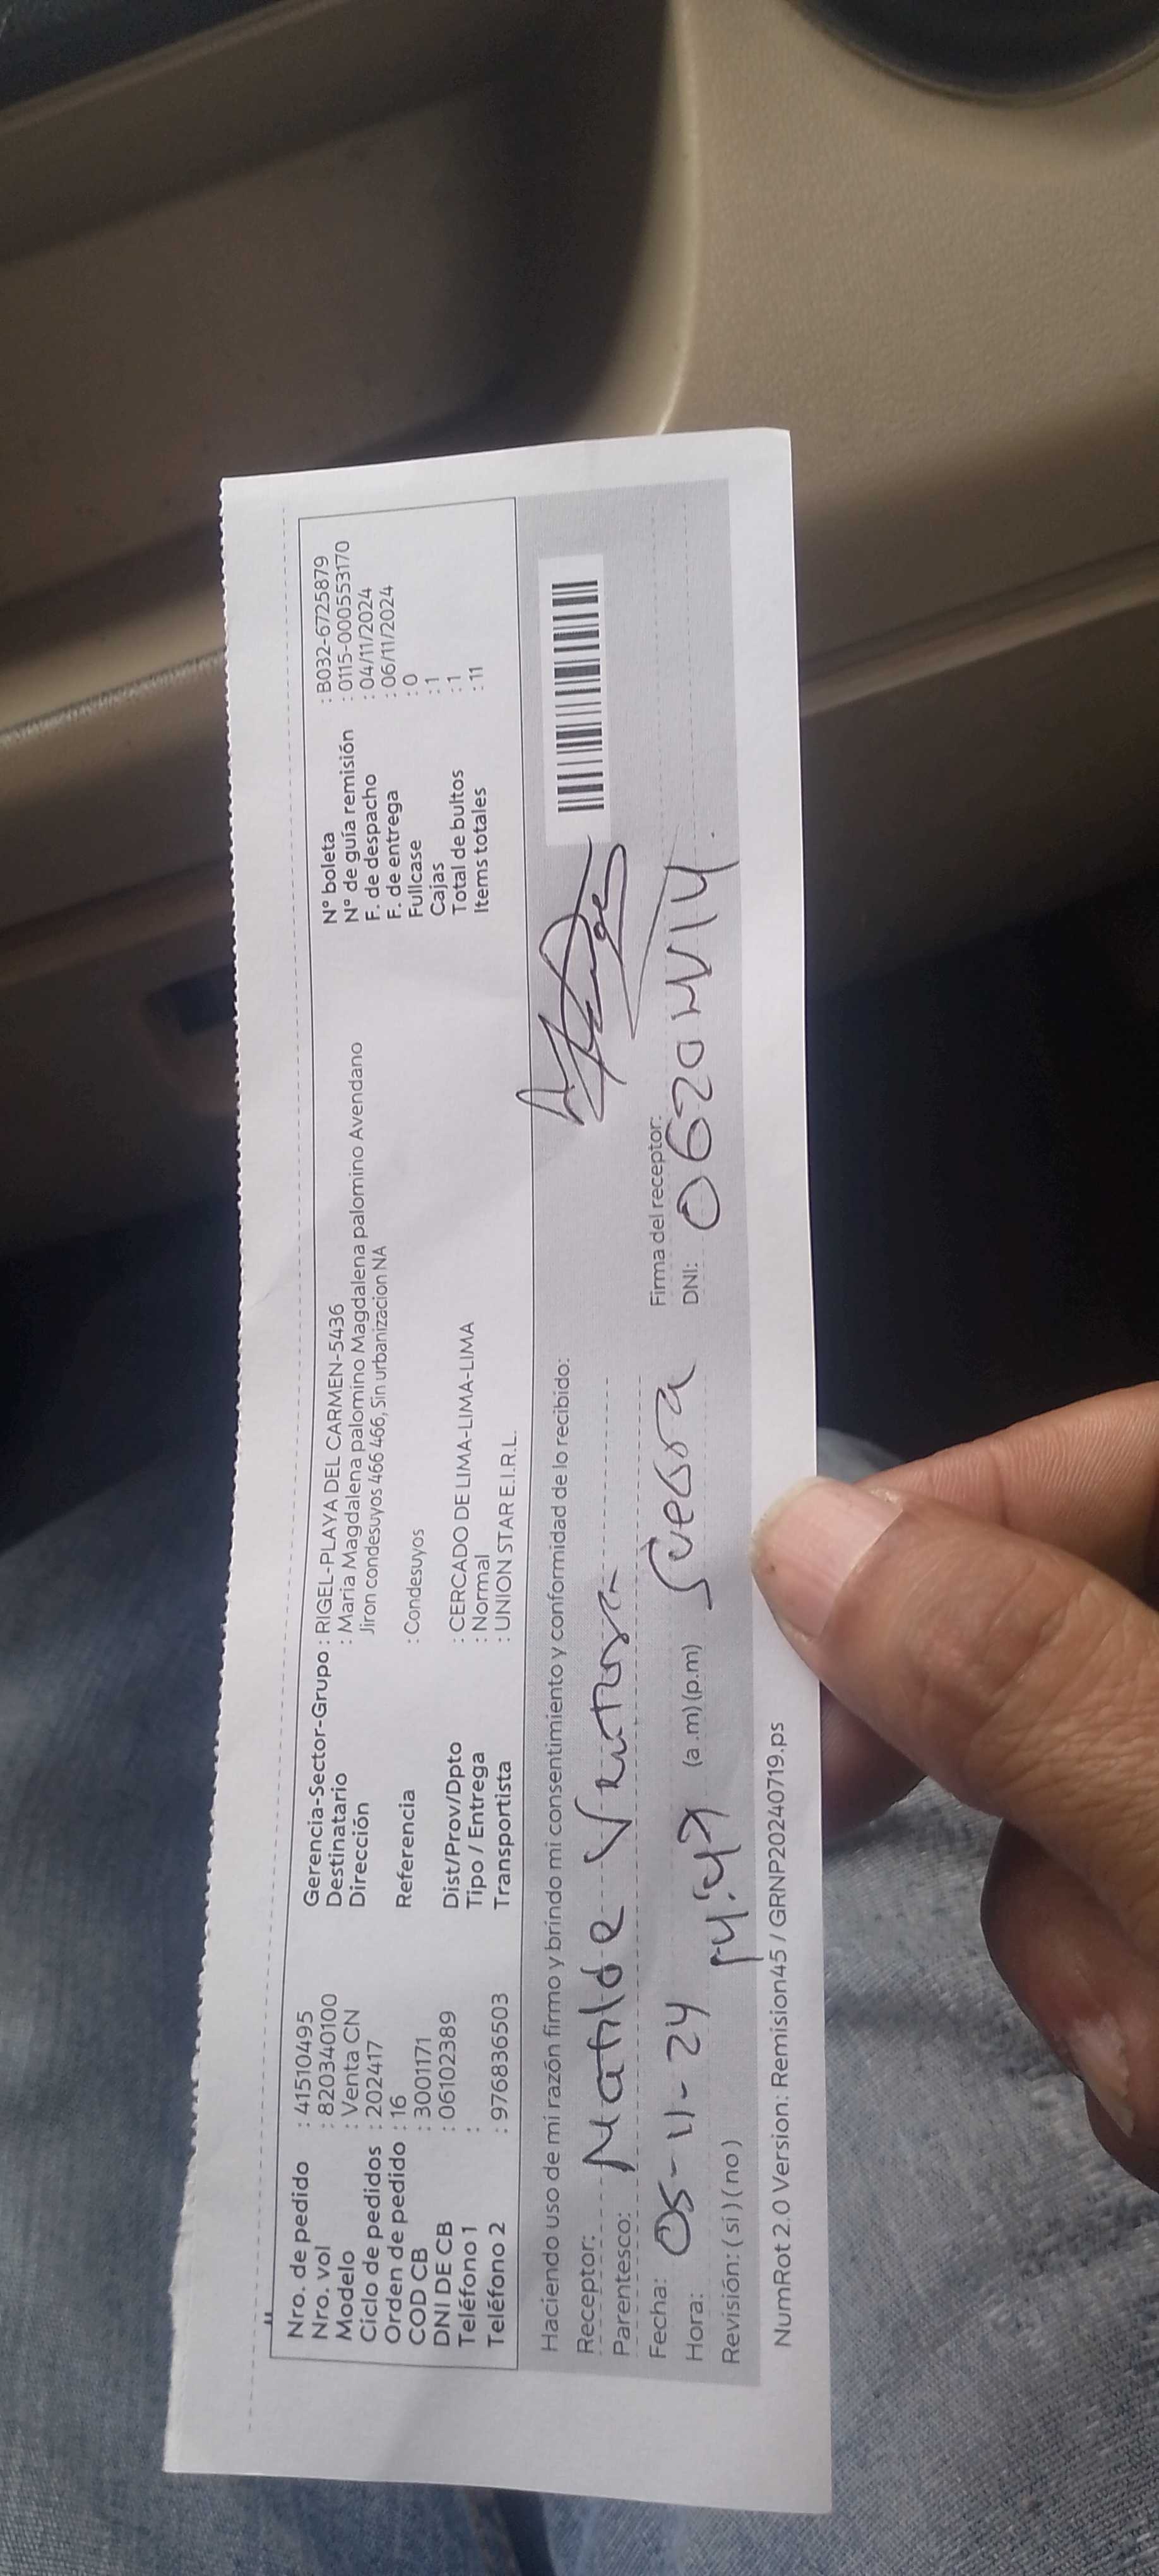 Nro. de pedido : 41510495
Nro. vol : 820340100
Modelo : Venta CN
Ciclo de pedidos : 202417
Orden de pedido : 16
COD CB : 3001171
DNI DE CB : 06102389
Teléfono 1 :
Teléfono 2 : 976836503
Gerencia-Sector-Grupo : RIGEL-PLAYA DEL CARMEN-5436
Destinatario : Maria Magdalena palomino Magdalena palomino Avendano
Dirección Jiron condesuyos 466 466, Sin urbanizacion NA
Referencia : Condesuyos
Dist/Prov/Dpto : CERCADO DE LIMA-LIMA-LIMA
Tipo / Entrega : Normal
Transportista : UNION STAR E.I.R.L.
N° boleta : B032-6725879
N° de guía remisión : 0115-000553170
F. de despacho : 04/11/2024
F. de entrega : 06/11/2024
Fullcase : 0
Cajas : 1
Total de bultos : 1
Items totales : 11
Haciendo uso de mi razón firmo y brindo mi consentimiento y conformidad de lo recibido:
Receptor: Matilde Ventura
Parentesco: Suegra
Firma del receptor:
Fecha: 05-11-24
DNI:
Hora: 14:47 (a.m) (p.m)
Revisión: ( si ) ( no )
NumRot 2.0 Version: Remision45 / GRNP20240719.ps